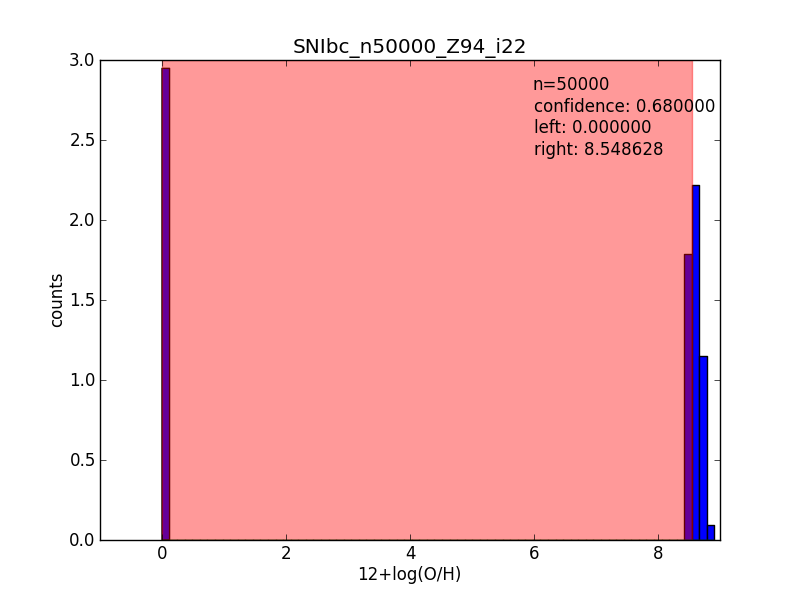 SNIbc_n50000_Z94_i22
3.0
2.5
2.0
1.5
1.0
0.5
0.0
counts
n=50000
confidence: 0.680000
left: 0.000000
right: 8.548628
0 2 4 6 8
12+log(O/H)